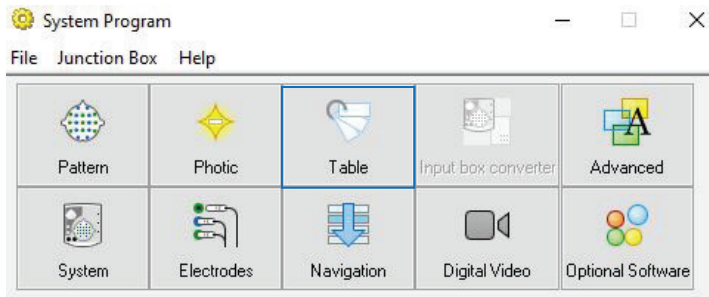 System Program
File Junction Box Help
Pattern Photic Table Input box converter Advanced
System Electrodes Navigation Digital Video Optional Software